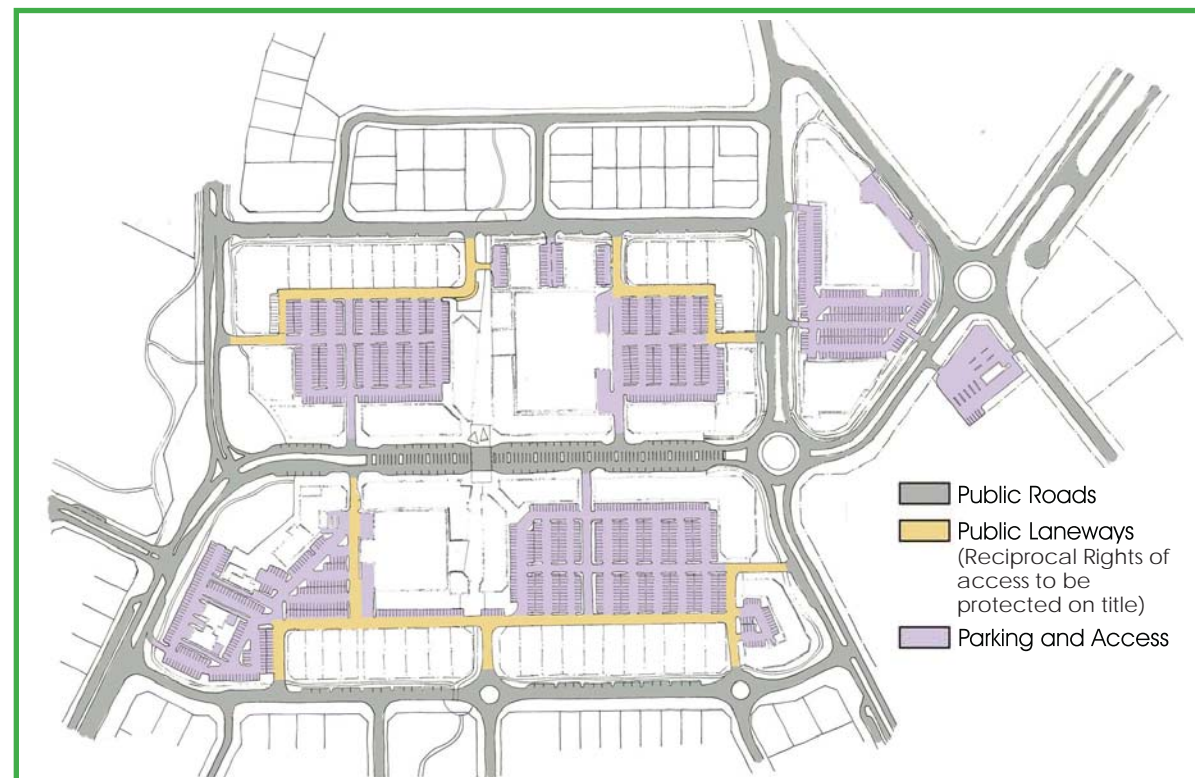 Public Roads
Public Laneways
(Reciprocal Rights of
access to be
protected on title)
Parking and Access